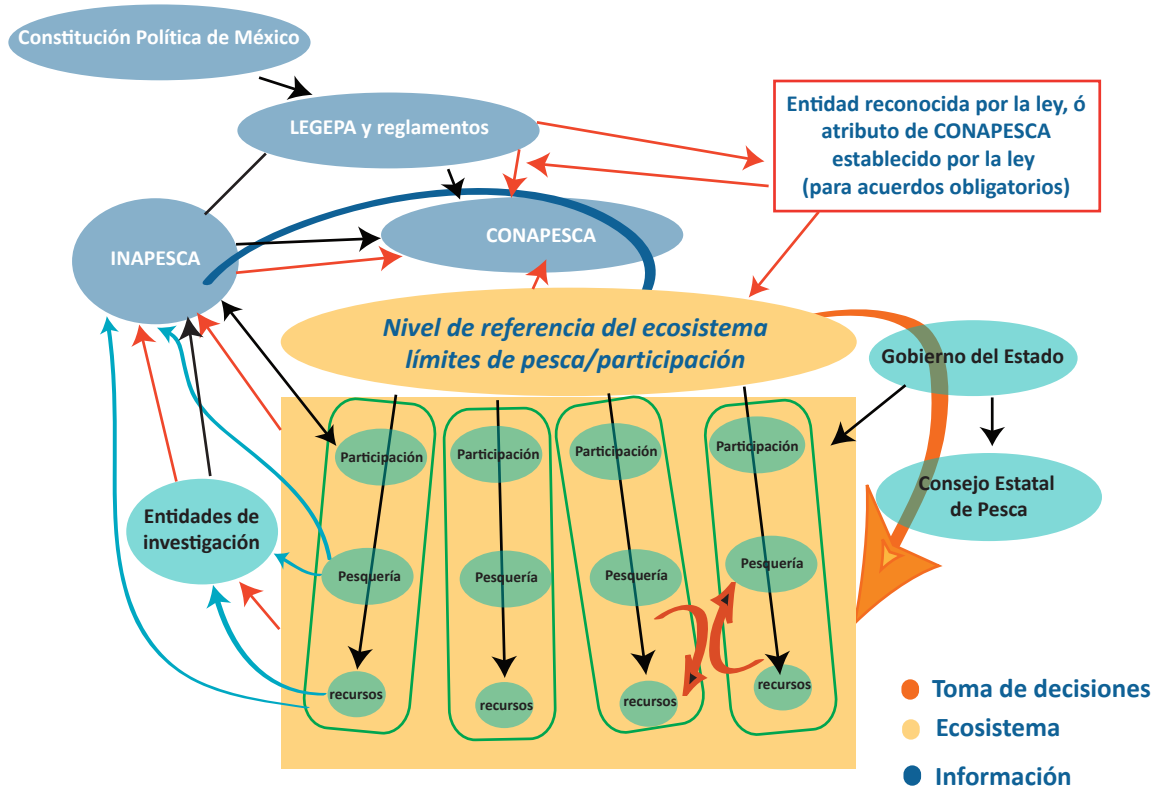 Constitución Política de México
LEGEPA y reglamentos
Entidad reconocida por la ley, ó
atributo de CONAPESCA
establecido por la ley
(para acuerdos obligatorios)
INAPESCA
CONAPESCA
Nivel de referencia del ecosistema
límites de pesca/participación
Gobierno del Estado
Consejo Estatal
de Pesca
Entidades de
investigación
Participación
Participación
Participación
Participación
Pesquería
Pesquería
Pesquería
Pesquería
recursos
recursos
recursos
recursos
Toma de decisiones
Ecosistema
Información